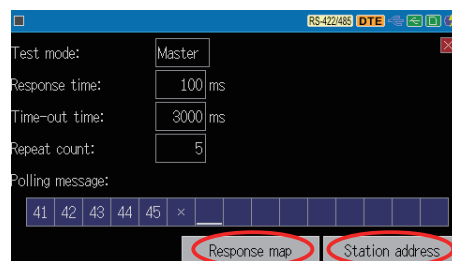 RS-422/485 DTE
Test mode: Master
Response time: 100 ms
Time-out time: 3000 ms
Repeat count: 5
Polling message:
41 42 43 44 45 ×
Response map Station address